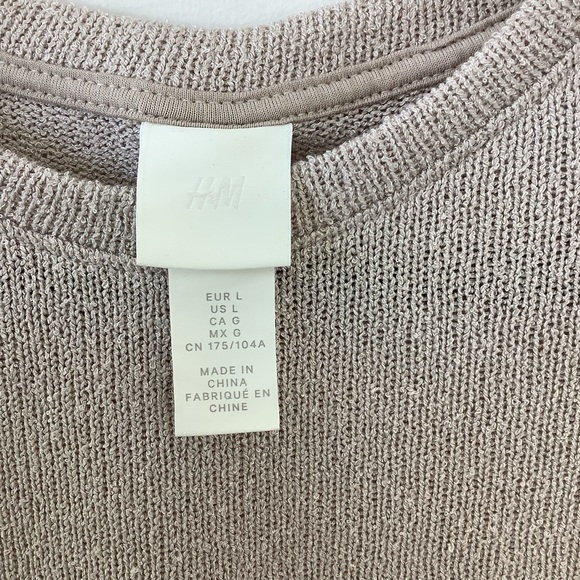 H&M
EUR L
US L
CA G
MX G
CN 175/104A
MADE IN
CHINA
FABRIQUÉ EN
CHINE